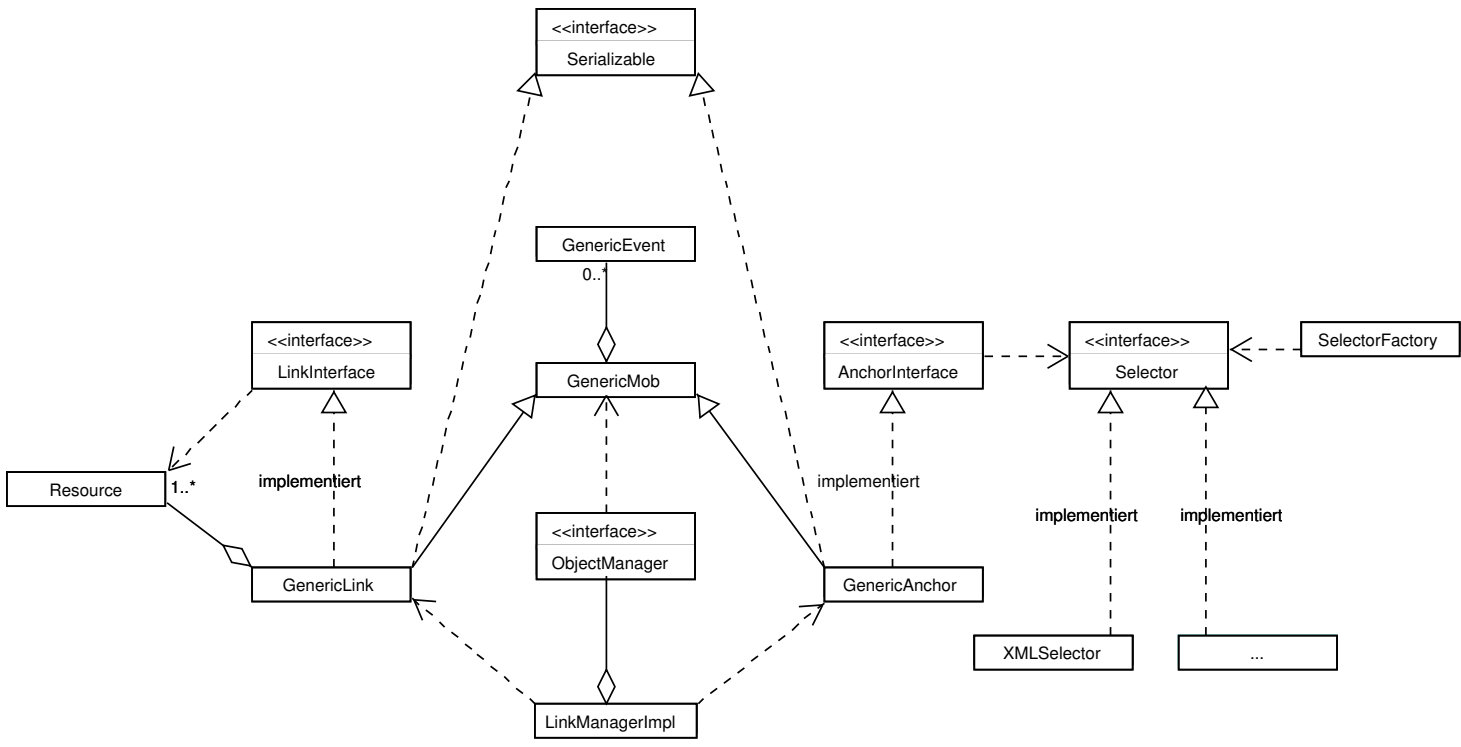 <<interface>>
Serializable
GenericEvent
0..*
<<interface>>
LinkInterface
GenericMob
<<interface>>
AnchorInterface
<<interface>>
Selector
SelectorFactory
Resource
1..*
implementiert
implementiert
implementiert
implementiert
<<interface>>
ObjectManager
GenericLink
GenericAnchor
XMLSelector
...
LinkManagerImpl